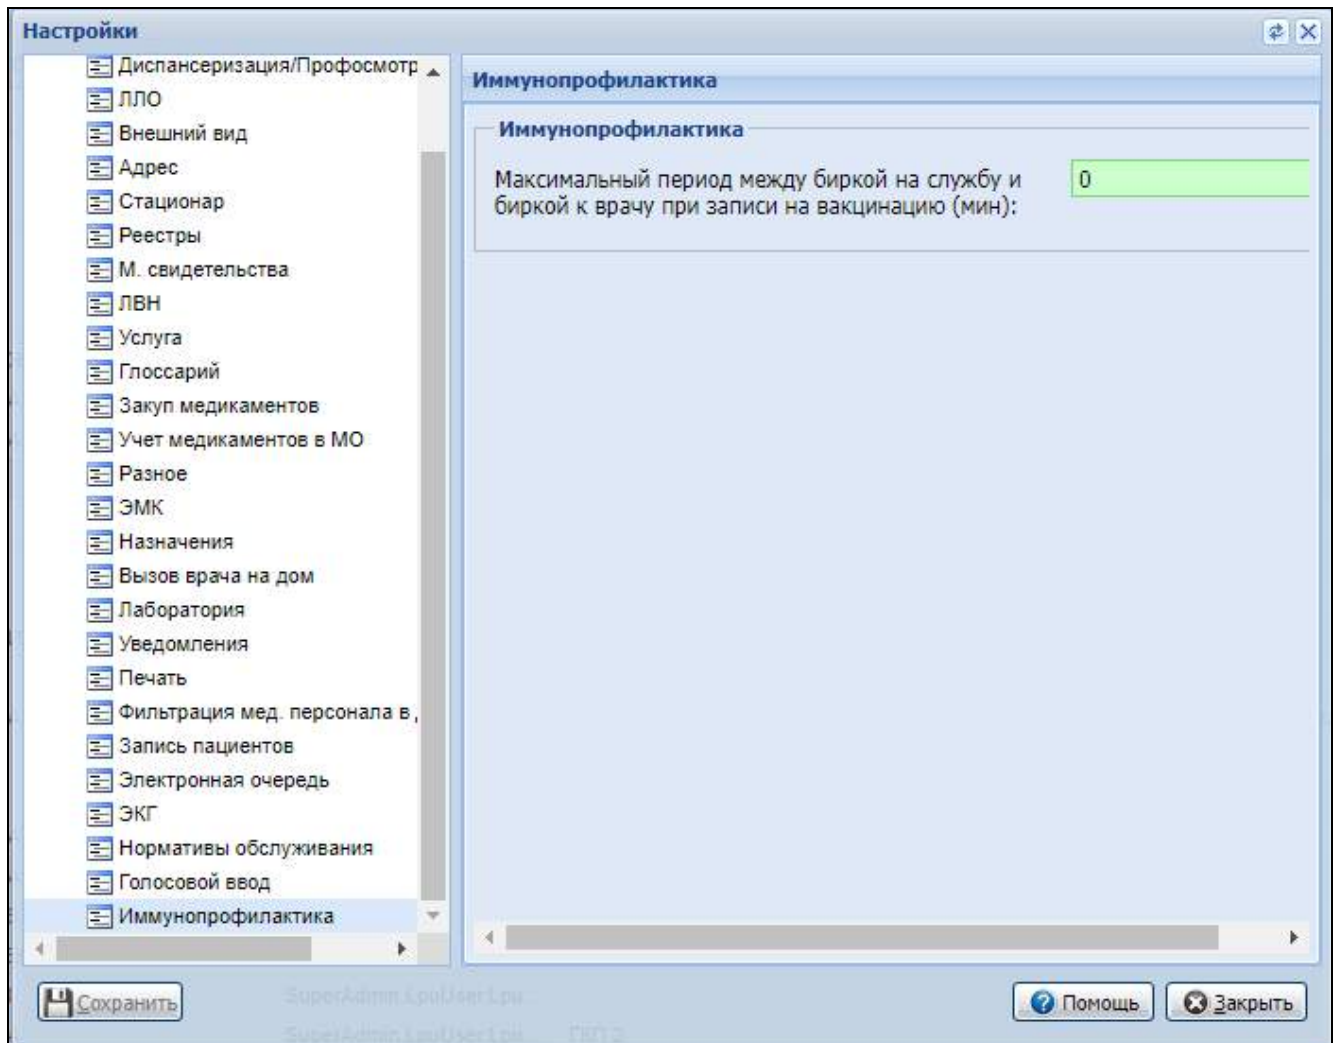 Настройки
Диспансеризация/Профосмотр
ЛЛО
Внешний вид
Адрес
Стационар
Реестры
М. свидетельства
ЛВН
Услуга
Глоссарий
Закуп медикаментов
Учет медикаментов в МО
Разное
ЭМК
Назначения
Вызов врача на дом
Лаборатория
Уведомления
Печать
Фильтрация мед. персонала в
Запись пациентов
Электронная очередь
ЭКГ
Нормативы обслуживания
Голосовой ввод
Иммунопрофилактика
Иммунопрофилактика
Иммунопрофилактика
Максимальный период между биркой на службу и
биркой к врачу при записи на вакцинацию (мин):
0
Сохранить
Помощь
Закрыть